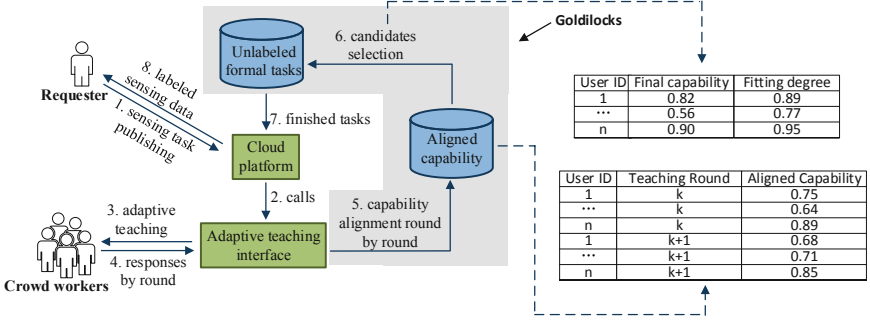 Unlabeled
formal tasks
6. candidates
selection
Goldilocks
Requester
8. labeled
sensing data
1. sensing task
publishing
7. finished tasks
Cloud
platform
Aligned
capability
2. calls
3. adaptive
teaching
4. responses
by round
Crowd workers
Adaptive teaching
interface
5. capability
alignment round
by round
User ID Final capability Fitting degree
1 0.82 0.89
... 0.56 0.77
n 0.90 0.95
User ID Teaching Round Aligned Capability
1 k 0.75
... k 0.64
n k 0.89
1 k+1 0.68
... k+1 0.71
n k+1 0.85